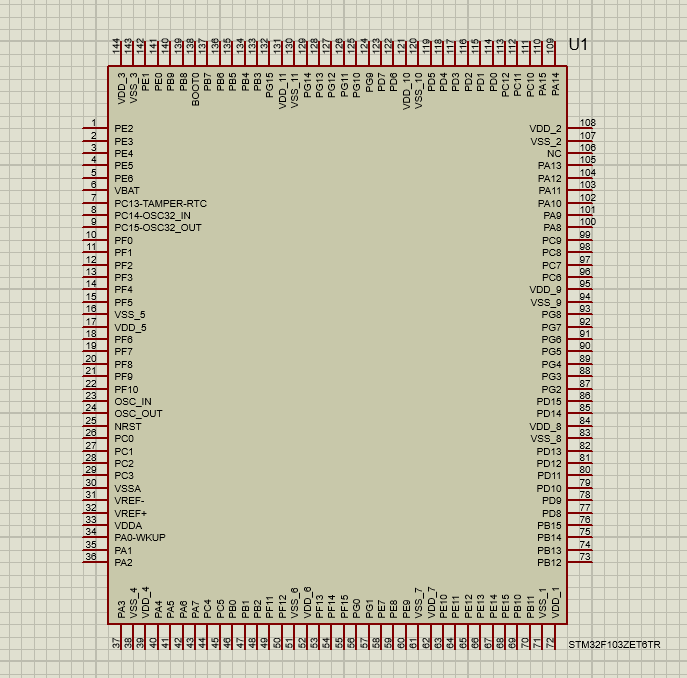 144 143 142 141 140 139 138 137 136 135 134 133 132 131 130 129 128 127 126 125 124 123 122 121 120 119 118 117 116 115 114 113 112 111 110 109
U1
VDD_3 VSS_3 PE1 PE0 PB9 PB8 BOOT0 PB7 PB6 PB5 PB4 PB3 PG15 VDD_11 VSS_11 PG14 PG13 PG12 PG11 PG10 PG9 PD7 PD6 VDD_10 VSS_10 PD5 PD4 PD3 PD2 PD1 PD0 PC12 PC11 PC10 PA15 PA14
1 PE2 VDD_2 108
2 PE3 VSS_2 107
3 PE4 NC 106
4 PE5 PA13 105
5 PE6 PA12 104
6 VBAT PA11 103
7 PC13-TAMPER-RTC PA10 102
8 PC14-OSC32_IN PA9 101
9 PC15-OSC32_OUT PA8 100
10 PF0 PC9 99
11 PF1 PC8 98
12 PF2 PC7 97
13 PF3 PC6 96
14 PF4 VDD_9 95
15 PF5 VSS_9 94
16 VSS_5 PG8 93
17 VDD_5 PG7 92
18 PF6 PG6 91
19 PF7 PG5 90
20 PF8 PG4 89
21 PF9 PG3 88
22 PF10 PG2 87
23 OSC_IN PD15 86
24 OSC_OUT PD14 85
25 NRST VDD_8 84
26 PC0 VSS_8 83
27 PC1 PD13 82
28 PC2 PD12 81
29 PC3 PD11 80
30 VSSA PD10 79
31 VREF- PD9 78
32 VREF+ PD8 77
33 VDDA PB15 76
34 PA0-WKUP PB14 75
35 PA1 PB13 74
36 PA2 PB12 73
PA3 VSS_4 VDD_4 PA4 PA5 PA6 PA7 PC4 PC5 PB0 PB1 PB2 PF11 PF12 VSS_6 VDD_6 PF13 PF14 PF15 PG0 PG1 PE7 PE8 PE9 VSS_7 VDD_7 PE10 PE11 PE12 PE13 PE14 PE15 PB10 PB11 VSS_1 VDD_1
37 38 39 40 41 42 43 44 45 46 47 48 49 50 51 52 53 54 55 56 57 58 59 60 61 62 63 64 65 66 67 68 69 70 71 72
STM32F103ZET6TR